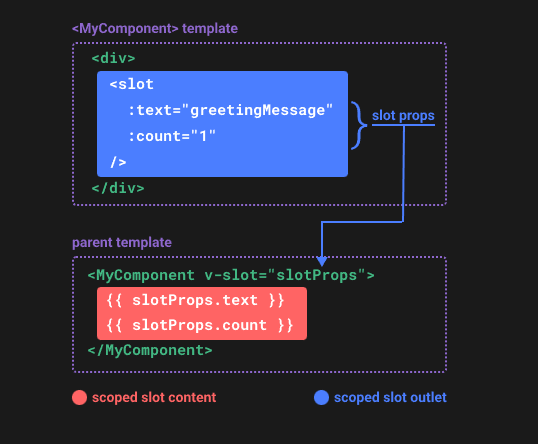 <MyComponent> template
<div>
<slot
:text="greetingMessage"
:count="1"
/>
</div>
slot props
parent template
<MyComponent v-slot="slotProps">
{{ slotProps.text }}
{{ slotProps.count }}
</MyComponent>
scoped slot content
scoped slot outlet